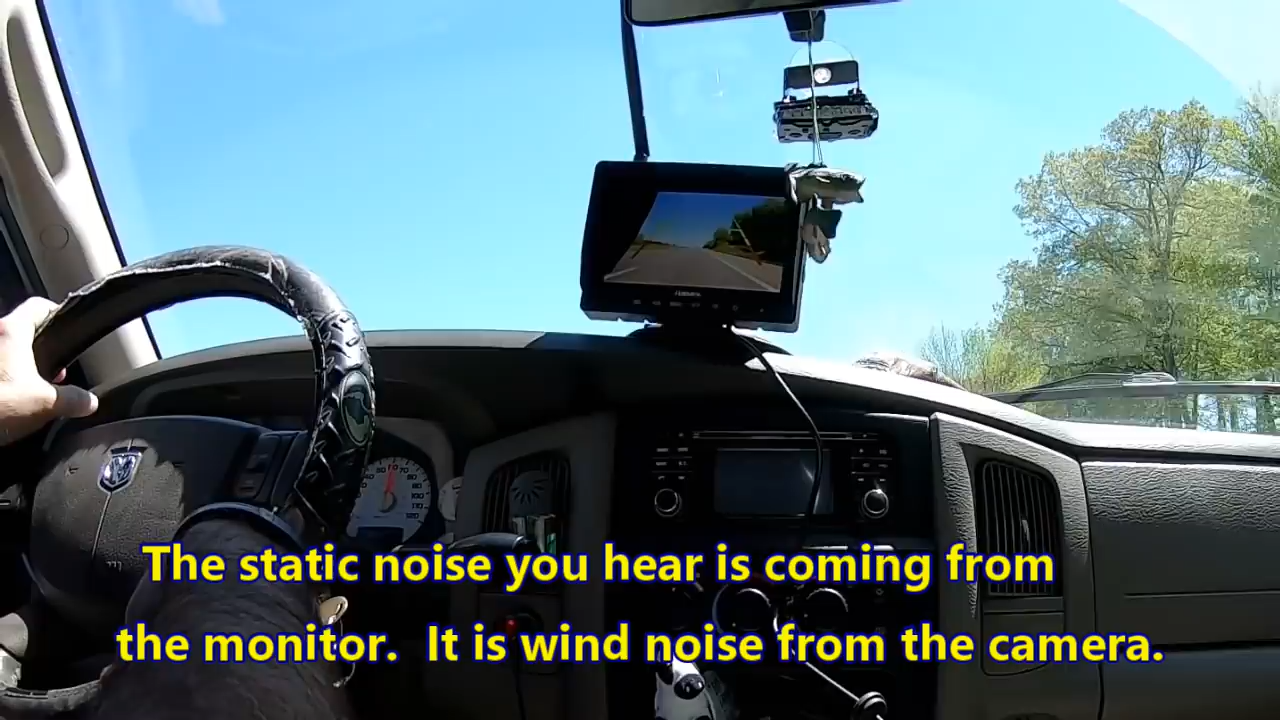 The static noise you hear is coming from
the monitor.  It is wind noise from the camera.